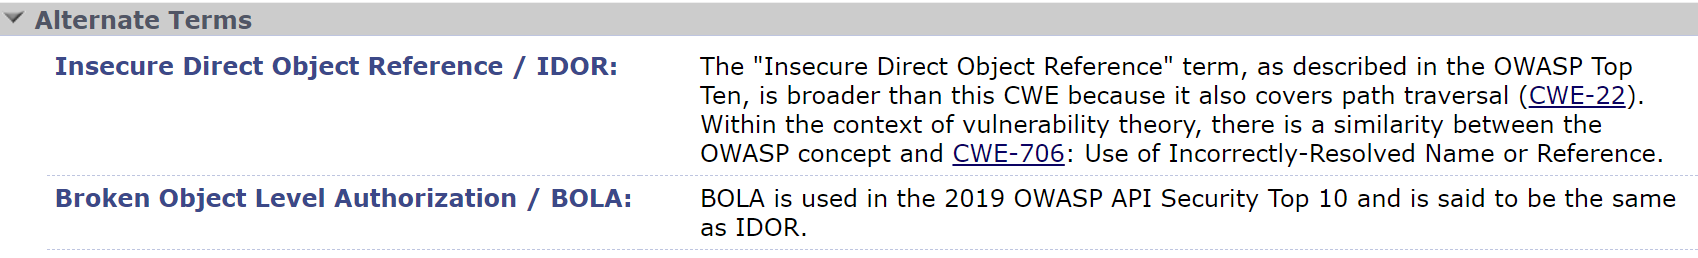 Alternate Terms
Insecure Direct Object Reference / IDOR:
The "Insecure Direct Object Reference" term, as described in the OWASP Top
Ten, is broader than this CWE because it also covers path traversal (CWE-22).
Within the context of vulnerability theory, there is a similarity between the
OWASP concept and CWE-706: Use of Incorrectly-Resolved Name or Reference.
Broken Object Level Authorization / BOLA:
BOLA is used in the 2019 OWASP API Security Top 10 and is said to be the same
as IDOR.